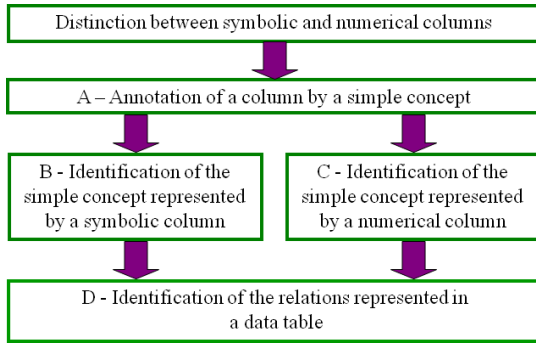 Distinction between symbolic and numerical columns
A – Annotation of a column by a simple concept
B - Identification of the
simple concept represented
by a symbolic column
C - Identification of the
simple concept represented
by a numerical column
D - Identification of the relations represented in
a data table